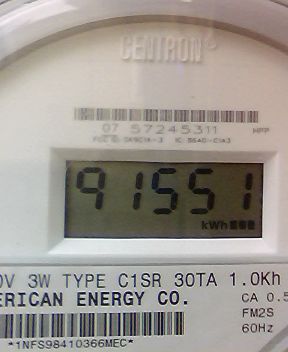 CENTRON
07 57245311 HPP
91551
kWh
0V 3W TYPE C1SR 30TA 1.0Kh
ERICAN ENERGY CO.
CA 0.5
FM2S
60Hz
*1NFS98410366MEC*